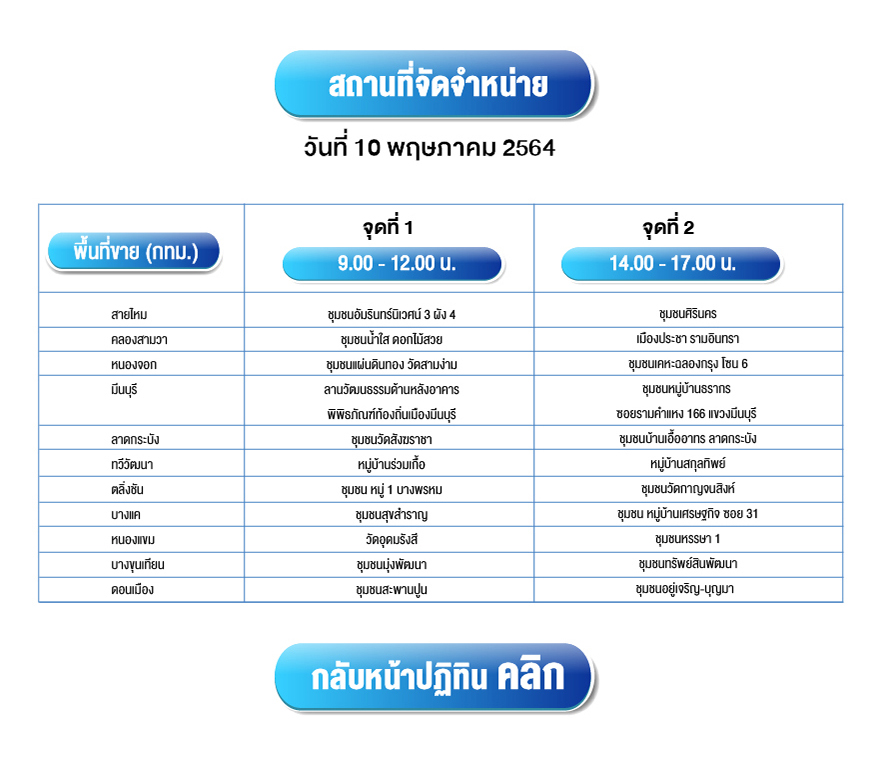 สถานที่จัดจำหน่าย
วันที่ 10 พฤษภาคม 2564
พื้นที่ขาย (กทม.) จุดที่ 1 จุดที่ 2
9.00 - 12.00 น. 14.00 - 17.00 น.
สายไหม ชุมชนอัมรินทร์นิเวศน์ 3 ผัง 4 ชุมชนศิรินคร
คลองสามวา ชุมชนน้ำใส ดอกไม้สวย เมืองประชา รามอินทรา
หนองจอก ชุมชนแผ่นดินทอง วัดสามง่าม ชุมชนเคหะฉลองกรุง โซน 6
มีนบุรี ลานวัฒนธรรมด้านหลังอาคาร ชุมชนหมู่บ้านธรากร
พิพิธภัณฑ์ท้องถิ่นเมืองมีนบุรี ซอยรามคำแหง 166 แขวงมีนบุรี
ลาดกระบัง ชุมชนวัดสังฆราชา ชุมชนบ้านเอื้ออาทร ลาดกระบัง
ทวีวัฒนา หมู่บ้านร่วมเกื้อ หมู่บ้านสกุลทิพย์
ตลิ่งชัน ชุมชน หมู่ 1 บางพรหม ชุมชนวัดกาญจนสิงห์
บางแค ชุมชนสุขสำราญ ชุมชน หมู่บ้านเศรษฐกิจ ซอย 31
หนองแขม วัดอุดมรังสี ชุมชนหรรษา 1
บางขุนเทียน ชุมชนมุ่งพัฒนา ชุมชนทรัพย์สินพัฒนา
ดอนเมือง ชุมชนสะพานปูน ชุมชนอยู่เจริญ-บุญมา
กลับหน้าปฏิทิน คลิก